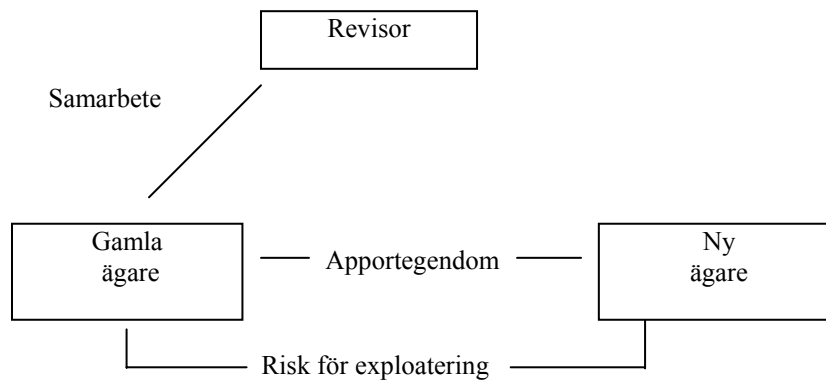 Revisor
Samarbete
Gamla
ägare
Apportegendom
Ny
ägare
Risk för exploatering